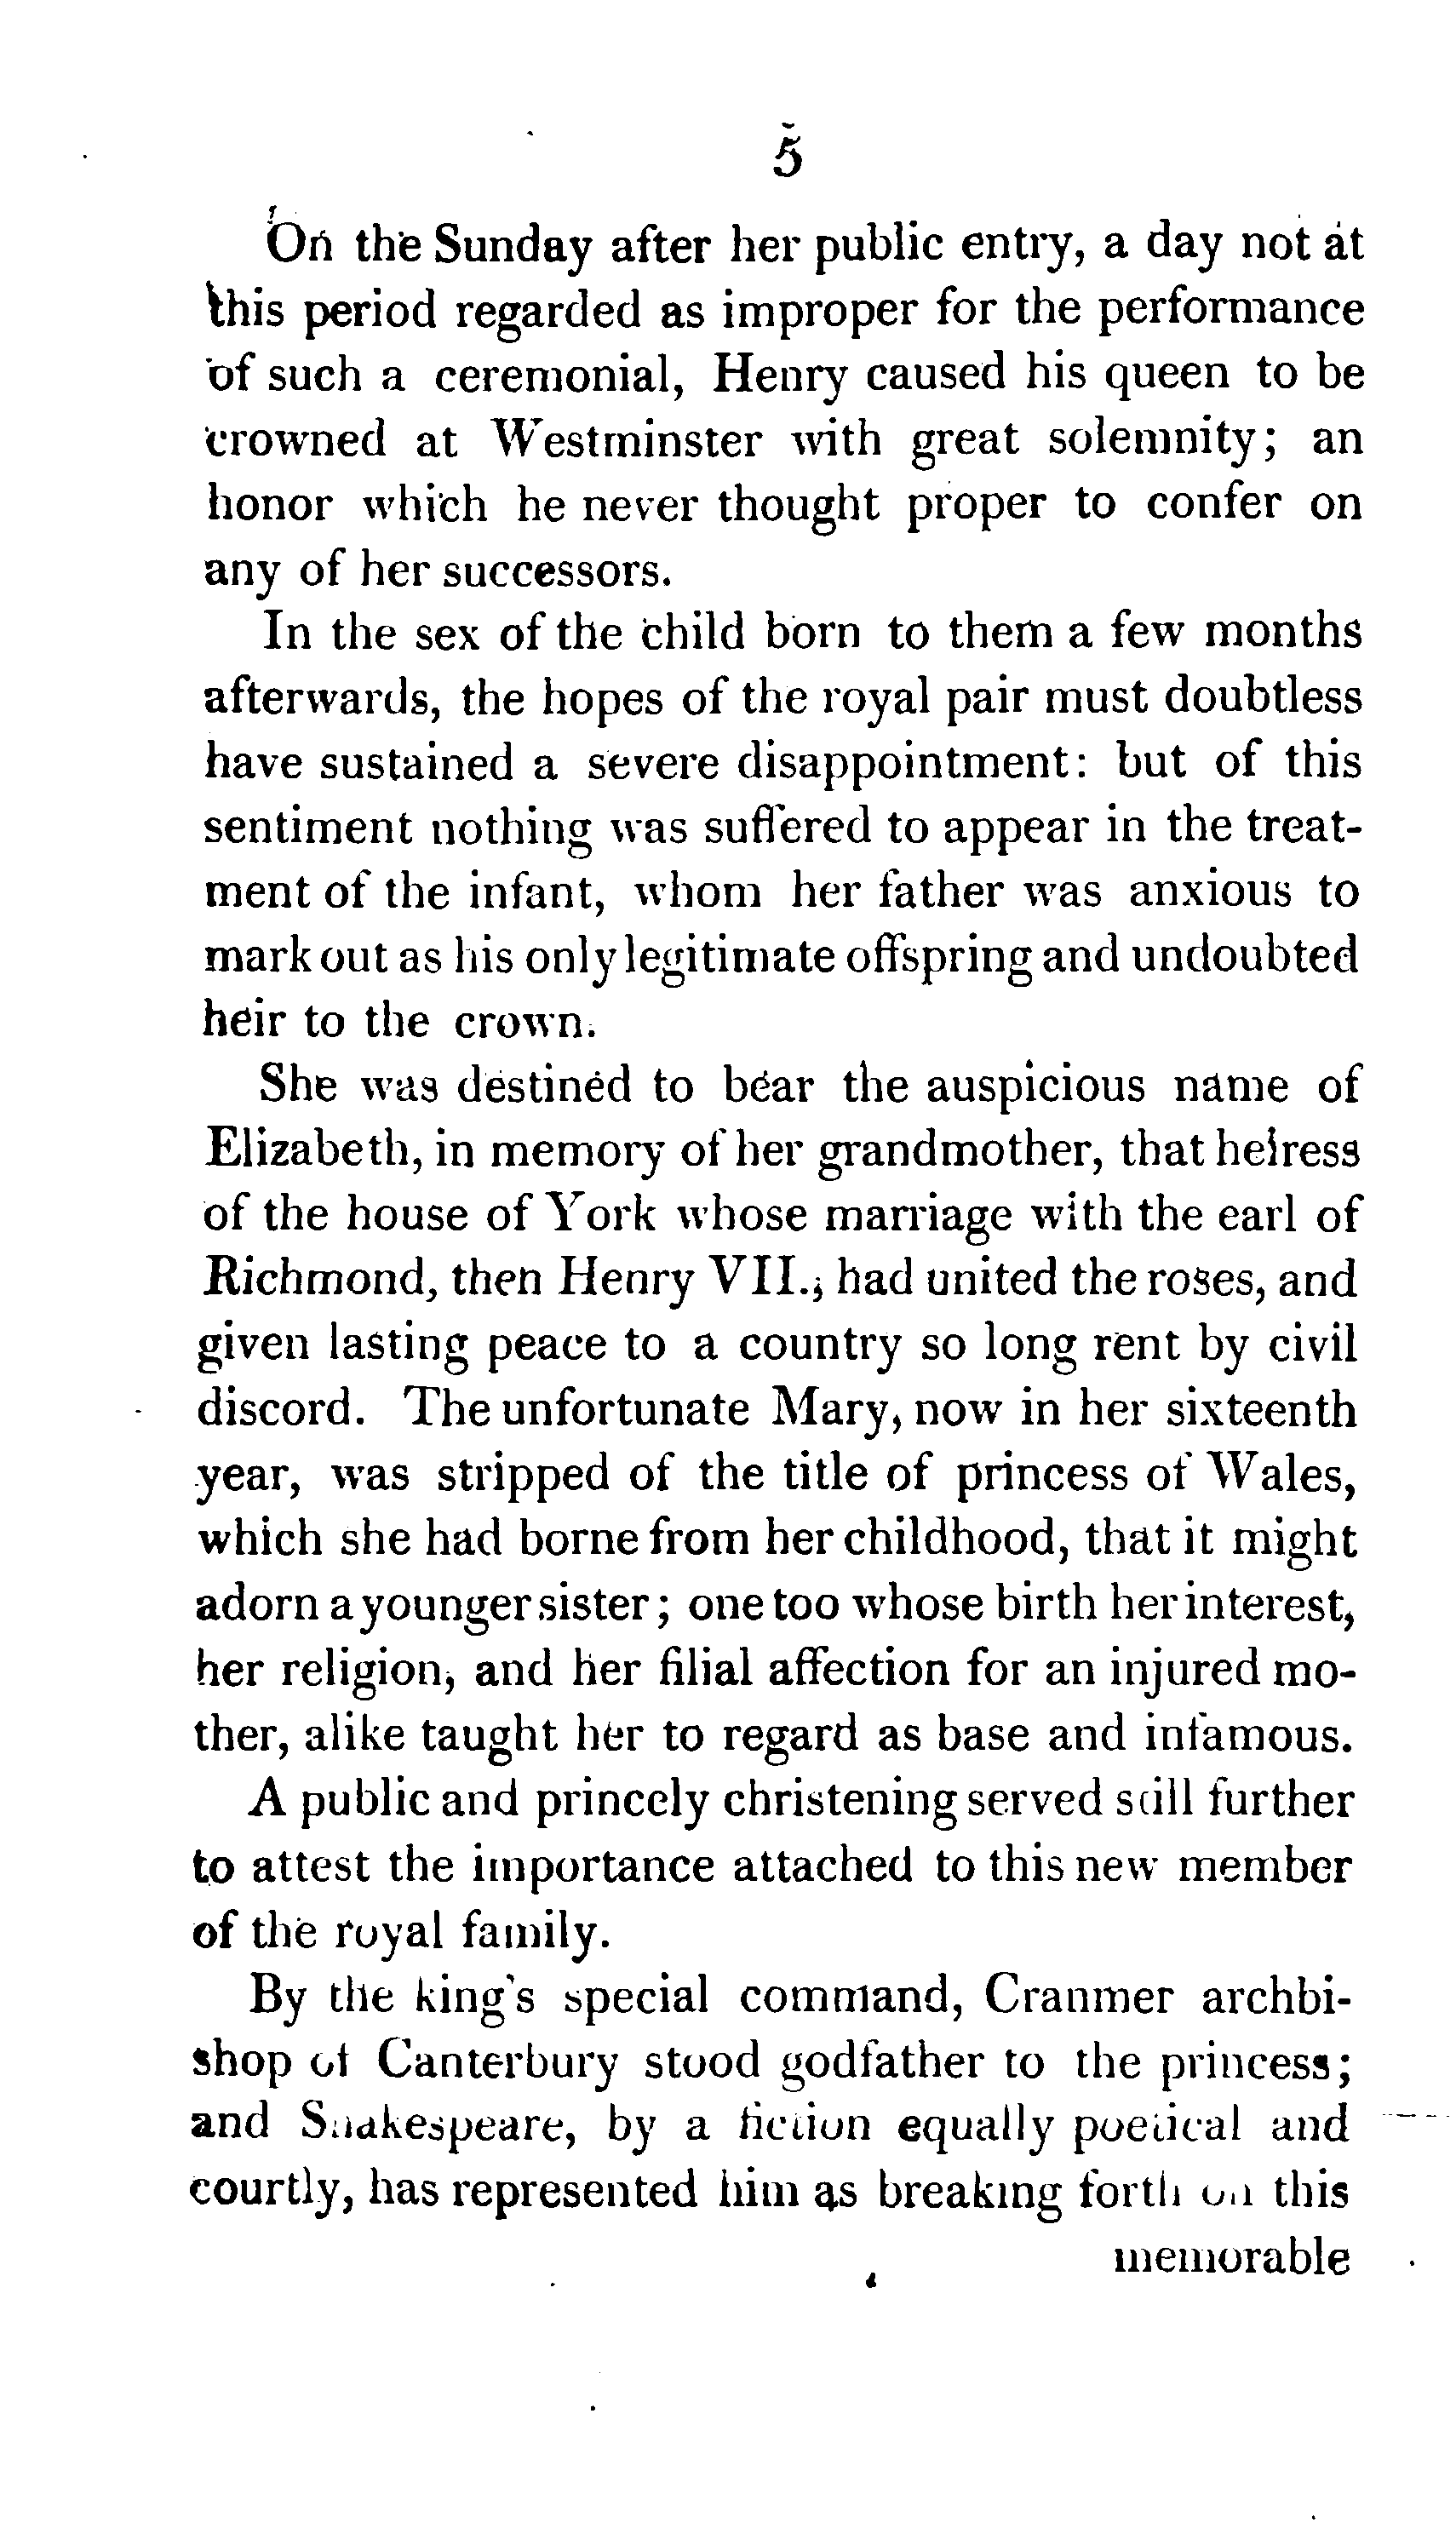 5
On the Sunday after her public entry, a day not at
this period regarded as improper for the performance
of such a ceremonial, Henry caused his queen to be
crowned at Westminster with great solemnity; an
honor which he never thought proper to confer on
any of her successors.
In the sex of the child born to them a few months
afterwards, the hopes of the royal pair must doubtless
have sustained a severe disappointment: but of this
sentiment nothing was suffered to appear in the treat-
ment of the infant, whom her father was anxious to
mark out as his only legitimate offspring and undoubted
heir to the crown.
She was destined to bear the auspicious name of
Elizabeth, in memory of her grandmother, that heiress
of the house of York whose marriage with the earl of
Richmond, then Henry VII., had united the roses, and
given lasting peace to a country so long rent by civil
discord. The unfortunate Mary, now in her sixteenth
year, was stripped of the title of princess of Wales,
which she had borne from her childhood, that it might
adorn a younger sister; one too whose birth her interest,
her religion, and her filial affection for an injured mo-
ther, alike taught her to regard as base and infamous.
A public and princely christening served still further
to attest the importance attached to this new member
of the royal family.
By the king's special command, Cranmer archbi-
shop of Canterbury stood godfather to the princess;
and Shakespeare, by a fiction equally poetical and
courtly, has represented him as breaking forth on this
memorable